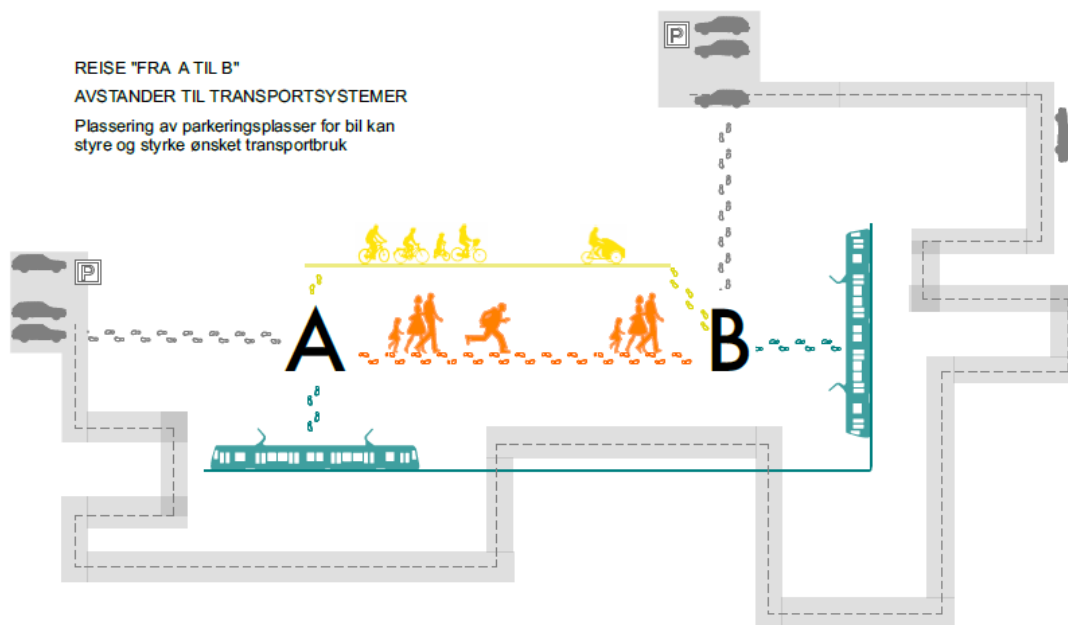 REISE "FRA A TIL B"
AVSTANDER TIL TRANSPORTSYSTEMER
Plassering av parkeringsplasser for bil kan
styre og styrke ønsket transportbruk
P
P
A
B